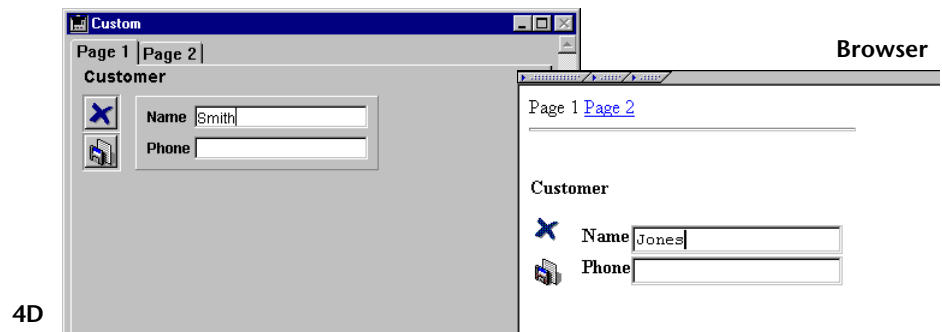 Custom
Page 1 Page 2
Customer
Name Smith
Phone
4D
Browser
Page 1 Page 2
Customer
Name Jones
Phone